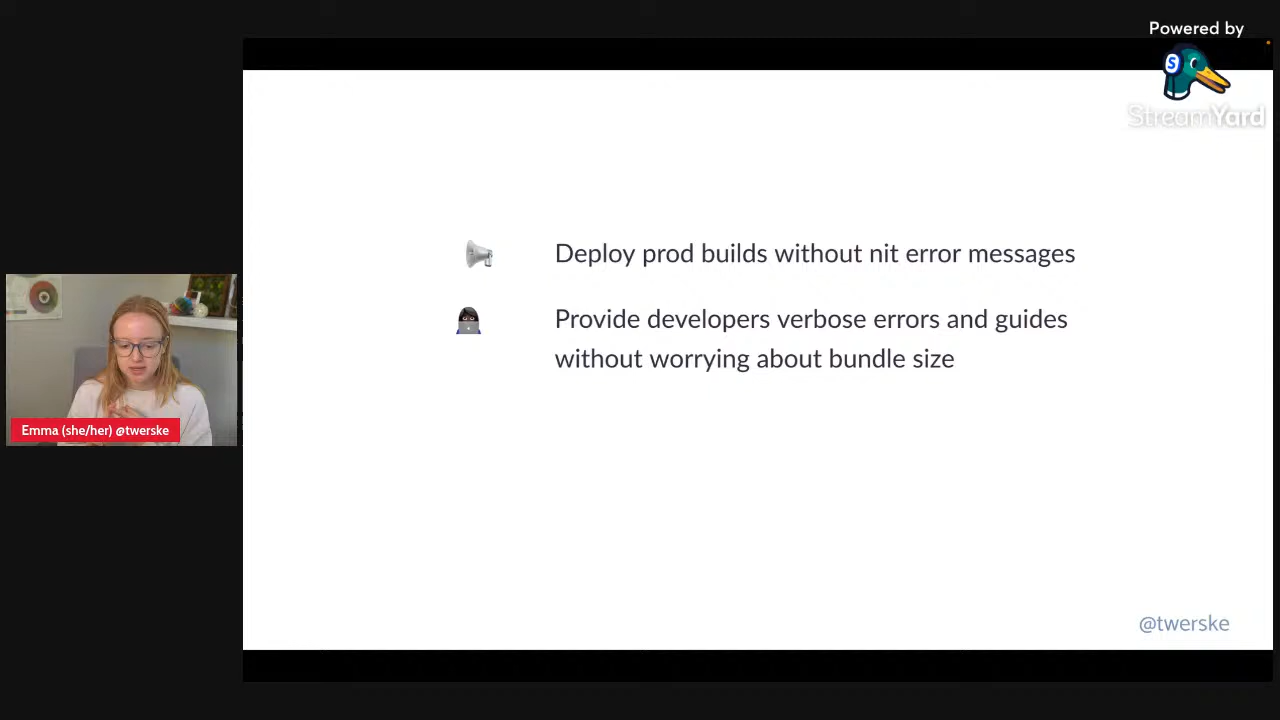 Powered by
S
StreamYard
Deploy prod builds without nit error messages
Provide developers verbose errors and guides
without worrying about bundle size
Emma (she/her) @twerske
@twerske